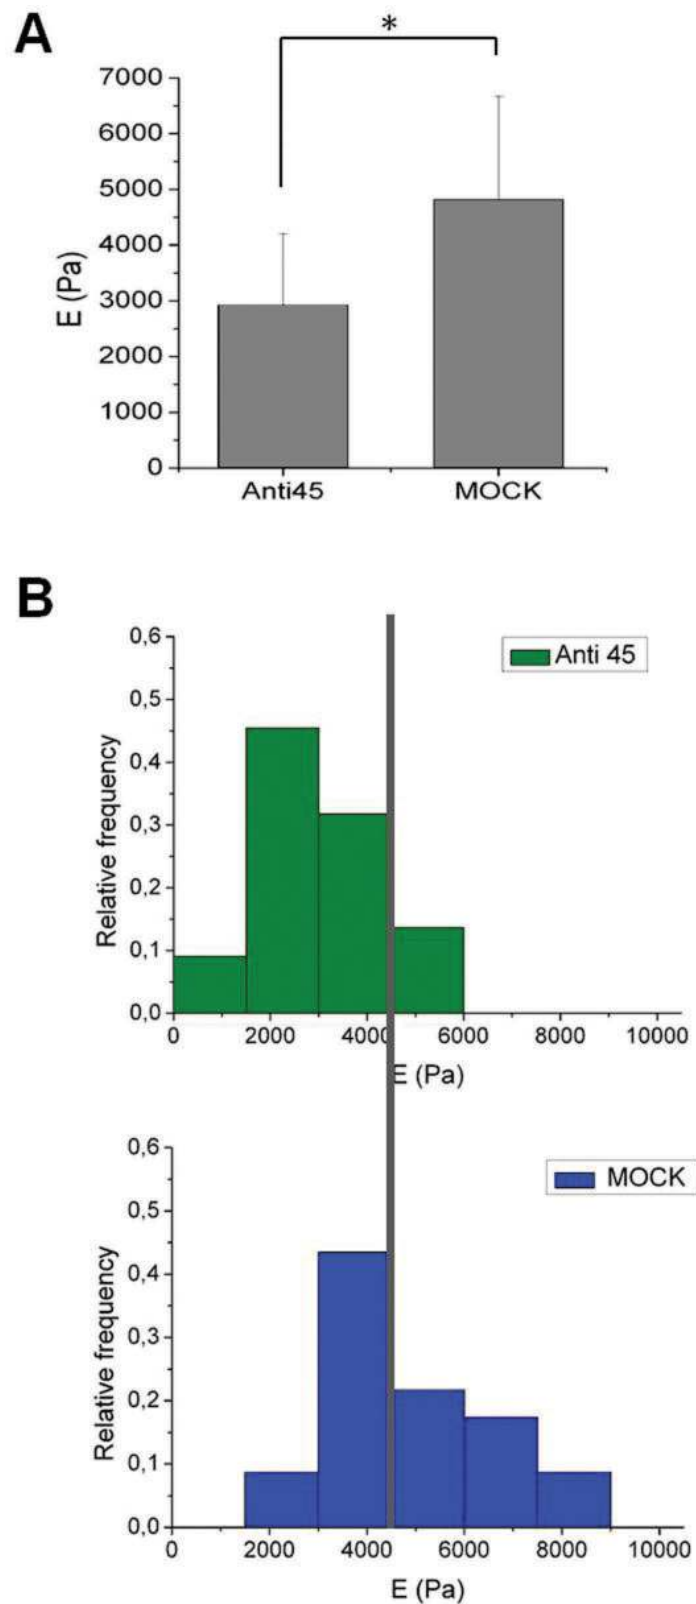 A
*
7000
6000
5000
4000
3000
2000
1000
0
E (Pa)
Anti45 MOCK
B
0,6
0,5
0,4
0,3
0,2
0,1
0,0
Relative frequency
Anti 45
0 2000 4000 6000 8000 10000
E (Pa)
0,6
0,5
0,4
0,3
0,2
0,1
0,0
Relative frequency
MOCK
0 2000 4000 6000 8000 10000
E (Pa)